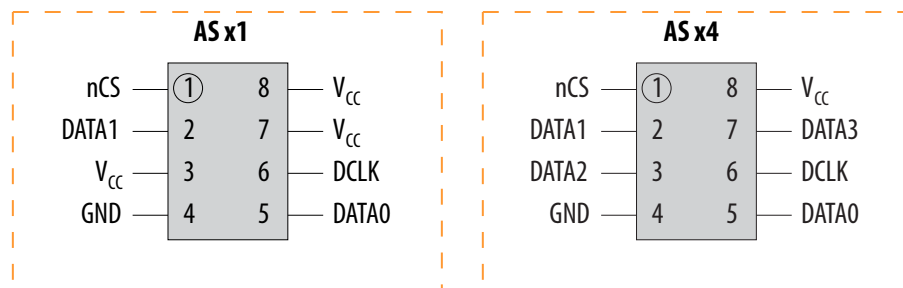 AS x1
nCS 1 8 VCC
DATA1 2 7 VCC
VCC 3 6 DCLK
GND 4 5 DATA0
AS x4
nCS 1 8 VCC
DATA1 2 7 DATA3
DATA2 3 6 DCLK
GND 4 5 DATA0